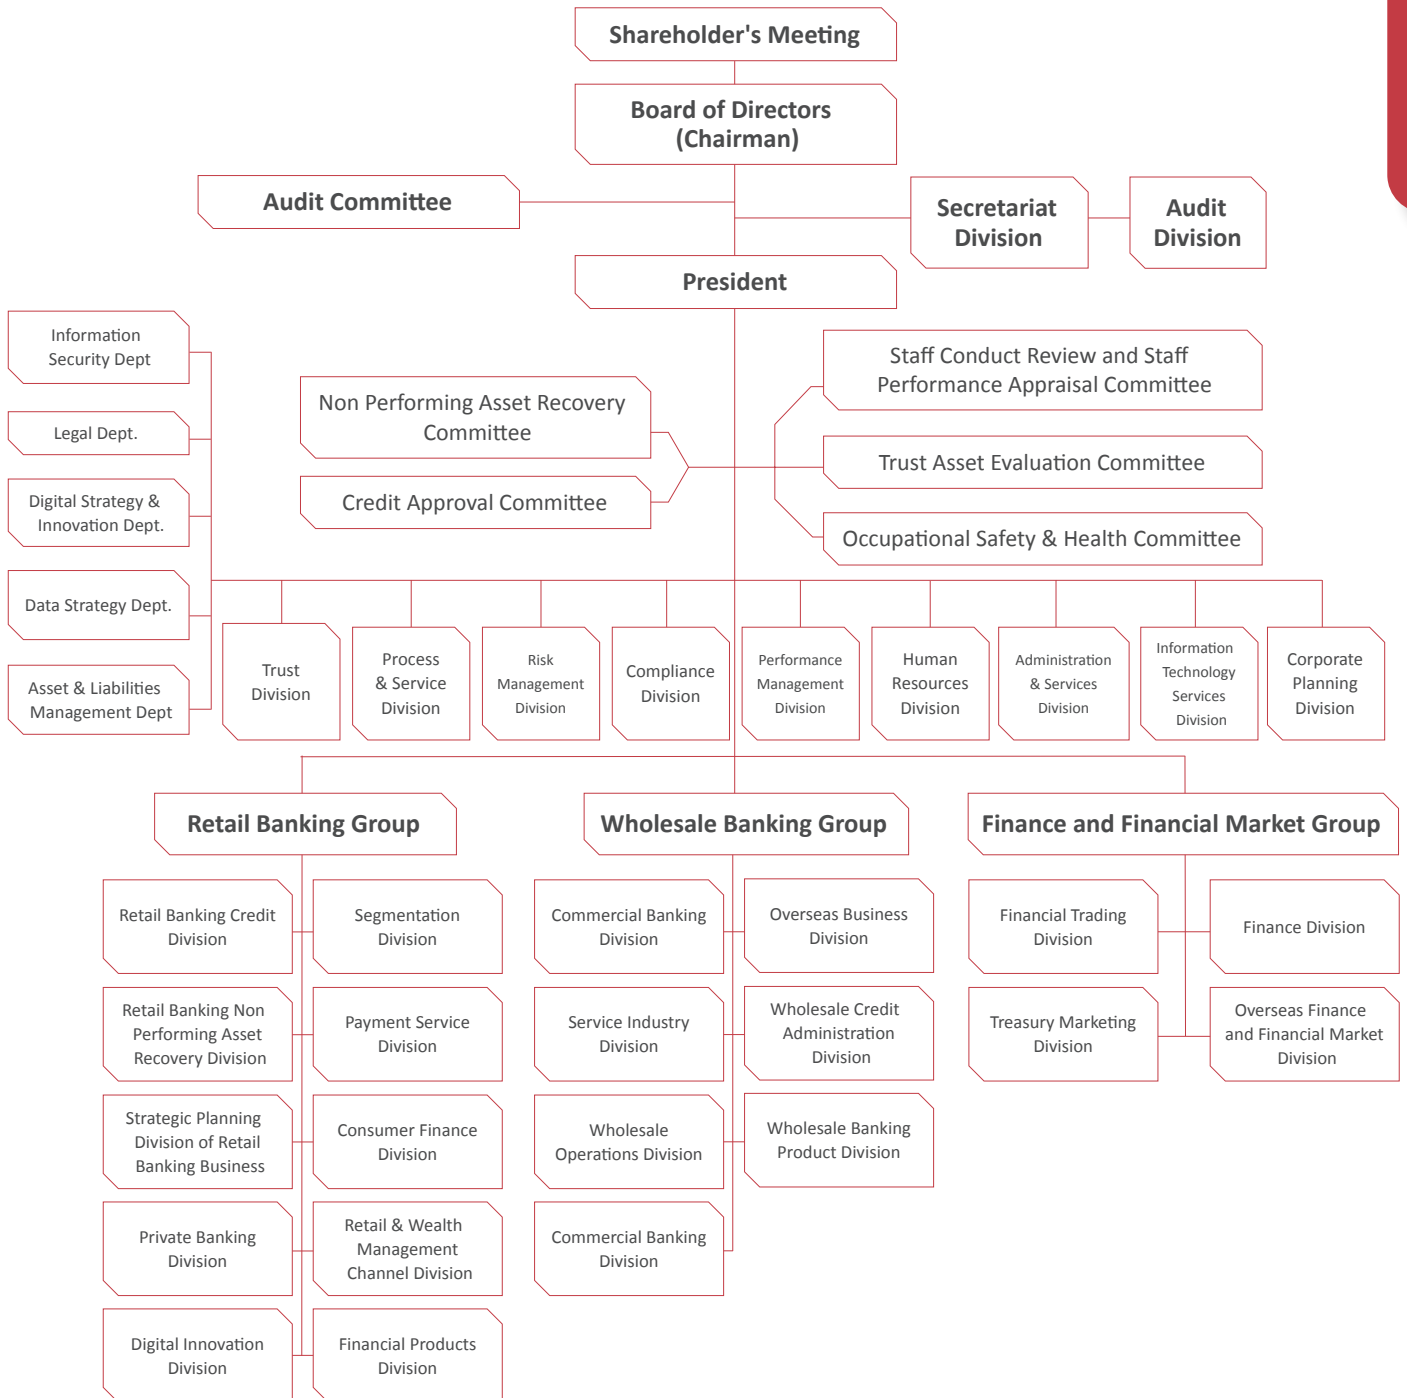 Shareholder's Meeting
Board of Directors
(Chairman)
Audit Committee
Secretariat
Division
Audit
Division
President
Information
Security Dept
Legal Dept.
Digital Strategy &
Innovation Dept.
Data Strategy Dept.
Asset & Liabilities
Management Dept
Non Performing Asset Recovery
Committee
Credit Approval Committee
Staff Conduct Review and Staff
Performance Appraisal Committee
Trust Asset Evaluation Committee
Occupational Safety & Health Committee
Trust
Division
Process
& Service
Division
Risk
Management
Division
Compliance
Division
Performance
Management
Division
Human
Resources
Division
Administration
& Services
Division
Information
Technology
Services
Division
Corporate
Planning
Division
Retail Banking Group
Wholesale Banking Group
Finance and Financial Market Group
Retail Banking Credit
Division
Segmentation
Division
Retail Banking Non
Performing Asset
Recovery Division
Payment Service
Division
Strategic Planning
Division of Retail
Banking Business
Consumer Finance
Division
Private Banking
Division
Retail & Wealth
Management
Channel Division
Digital Innovation
Division
Financial Products
Division
Commercial Banking
Division
Overseas Business
Division
Service Industry
Division
Wholesale Credit
Administration
Division
Wholesale
Operations Division
Wholesale Banking
Product Division
Commercial Banking
Division
Financial Trading
Division
Finance Division
Treasury Marketing
Division
Overseas Finance
and Financial Market
Division